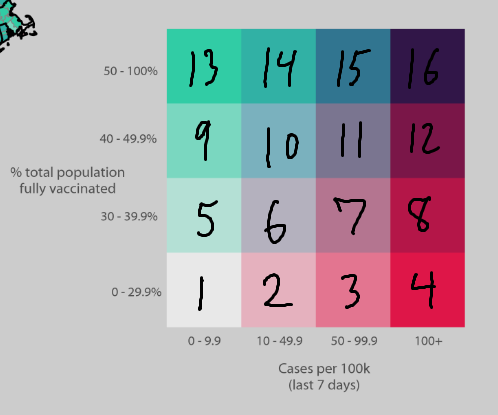 50 - 100%
13 14 15 16
40 - 49.9%
9 10 11 12
% total population
fully vaccinated
30 - 39.9%
5 6 7 8
0 - 29.9%
1 2 3 4
0 - 9.9 10 - 49.9 50 - 99.9 100+
Cases per 100k
(last 7 days)